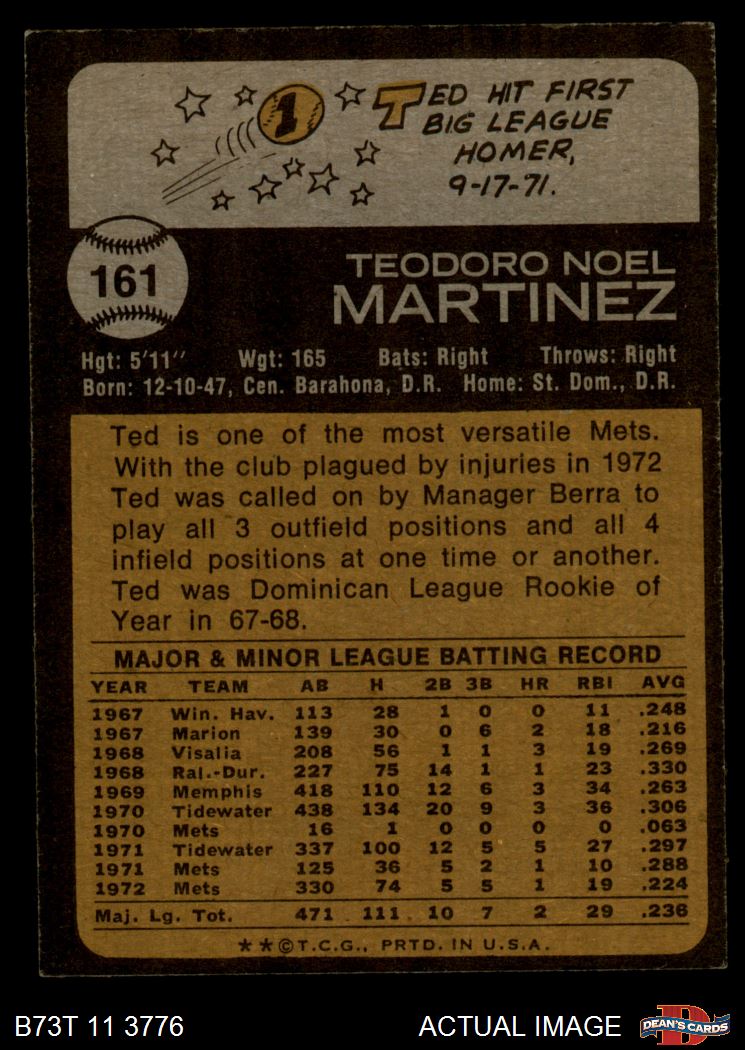 1 TED HIT FIRST
BIG LEAGUE
HOMER,
9-17-71.
161
TEODORO NOEL
MARTINEZ
Hgt: 5'11" Wgt: 165 Bats: Right Throws: Right
Born: 12-10-47, Cen. Barahona, D.R. Home: St. Dom., D.R.
Ted is one of the most versatile Mets.
With the club plagued by injuries in 1972
Ted was called on by Manager Berra to
play all 3 outfield positions and all 4
infield positions at one time or another.
Ted was Dominican League Rookie of
Year in 67-68.
MAJOR & MINOR LEAGUE BATTING RECORD
YEAR TEAM AB H 2B 3B HR RBI AVG
1967 Win. Hav. 113 28 1 0 0 11 .248
1967 Marion 139 30 0 6 2 18 .216
1968 Visalia 208 56 1 1 3 19 .269
1968 Ral.-Dur. 227 75 14 1 1 23 .330
1969 Memphis 418 110 12 6 3 34 .263
1970 Tidewater 438 134 20 9 3 36 .306
1970 Mets 16 1 0 0 0 0 .063
1971 Tidewater 337 100 12 5 5 27 .297
1971 Mets 125 36 5 2 1 10 .288
1972 Mets 330 74 5 5 1 19 .224
Maj. Lg. Tot. 471 111 10 7 2 29 .236
★★©T.C.G., PRTD. IN U.S.A.
B73T 11 3776 ACTUAL IMAGE D DEAN'S CARDS